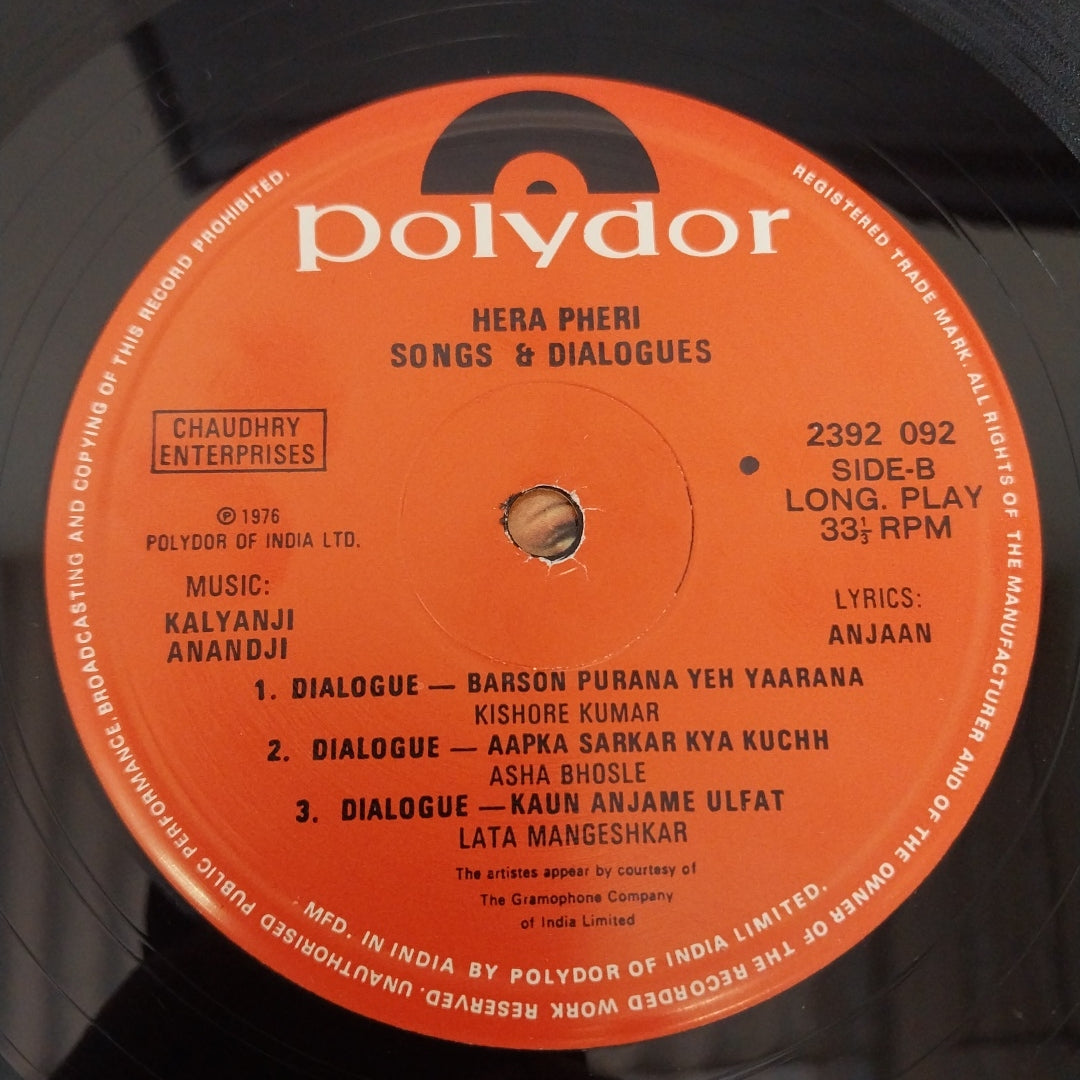 polydor
HERA PHERI
SONGS & DIALOGUES
CHAUDHRY
ENTERPRISES
℗ 1976
POLYDOR OF INDIA LTD.
MUSIC:
KALYANJI
ANANDJI
2392 092
SIDE-B
LONG. PLAY
33⅓ RPM
LYRICS:
ANJAAN
1. DIALOGUE — BARSON PURANA YEH YAARANA
KISHORE KUMAR
2. DIALOGUE — AAPKA SARKAR KYA KUCHH
ASHA BHOSLE
3. DIALOGUE — KAUN ANJAME ULFAT
LATA MANGESHKAR
The artistes appear by courtesy of
The Gramophone Company
of India Limited
MFD. IN INDIA BY POLYDOR OF INDIA LIMITED.
REGISTERED TRADE MARK. ALL RIGHTS OF THE MANUFACTURER AND OF THE OWNER OF THE RECORDED WORK RESERVED. UNAUTHORISED PUBLIC PERFORMANCE, BROADCASTING AND COPYING OF THIS RECORD PROHIBITED.